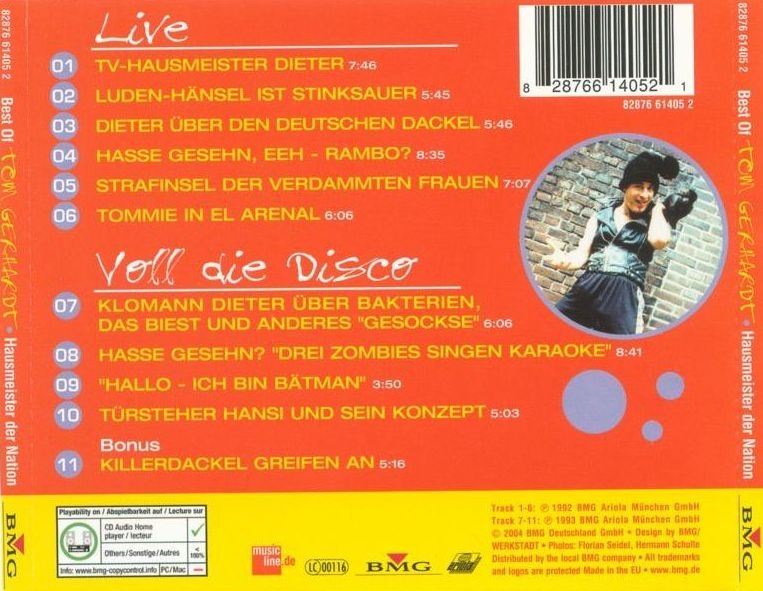 82876 61405 2
Best Of TOM GERHARDT • Hausmeister der Nation
BMG
Live
01 TV-HAUSMEISTER DIETER 7:46
02 LUDEN-HÄNSEL IST STINKSAUER 5:45
03 DIETER ÜBER DEN DEUTSCHEN DACKEL 5:46
04 HASSE GESEHN, EEH - RAMBO? 8:35
05 STRAFINSEL DER VERDAMMTEN FRAUEN 7:07
06 TOMMIE IN EL ARENAL 6:06
Voll die Disco
07 KLOMANN DIETER ÜBER BAKTERIEN,
DAS BIEST UND ANDERES "GESOCKSE" 6:06
08 HASSE GESEHN? "DREI ZOMBIES SINGEN KARAOKE" 8:41
09 "HALLO - ICH BIN BÄTMAN" 3:50
10 TÜRSTEHER HANSI UND SEIN KONZEPT 5:03
Bonus
11 KILLERDACKEL GREIFEN AN 5:16
8 28766 14052 1
82876 61405 2
Playability on / Abspielbarkeit auf / Lecture sur
CD Audio Home
player / lecteur
Others/Sonstige/Autres < 100%
Info: www.bmg-copycontrol.info PC/Mac
music
line.de
LC 00116
BMG
Track 1-6: ℗ 1992 BMG Ariola München GmbH
Track 7-11: ℗ 1993 BMG Ariola München GmbH
© 2004 BMG Deutschland GmbH • Design by BMG/
WERKSTADT • Photos: Florian Seidel, Hermann Schulte
Distributed by the local BMG company • All trademarks
and logos are protected Made in the EU • www.bmg.de
82876 61405 2
Best Of TOM GERHARDT • Hausmeister der Nation
BMG